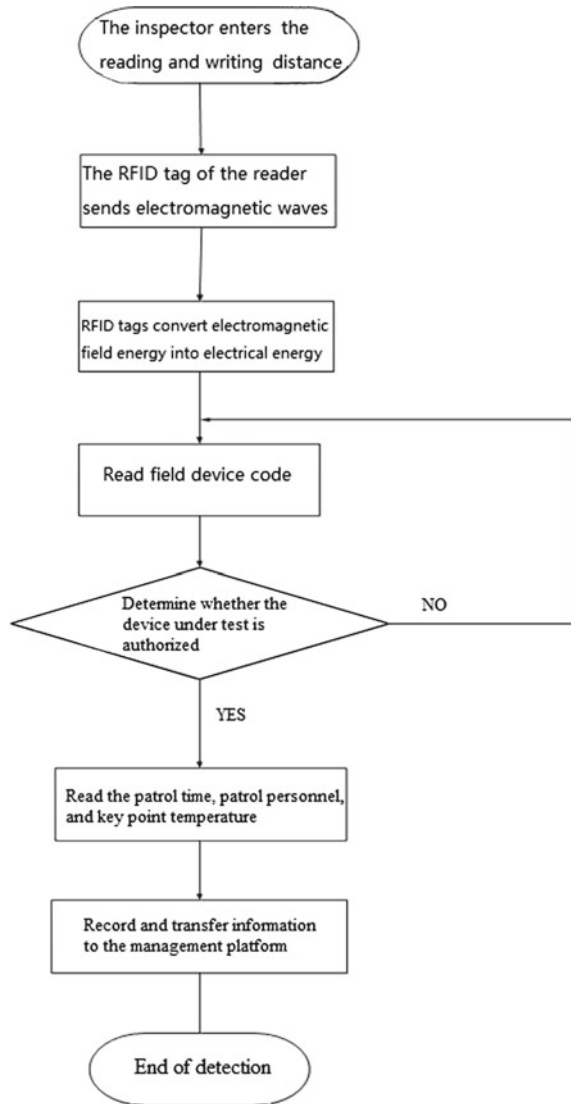 The inspector enters the
reading and writing distance
The RFID tag of the reader
sends electromagnetic waves
RFID tags convert electromagnetic
field energy into electrical energy
Read field device code
Determine whether the
device under test is
authorized
NO
YES
Read the patrol time, patrol personnel,
and key point temperature
Record and transfer information
to the management platform
End of detection